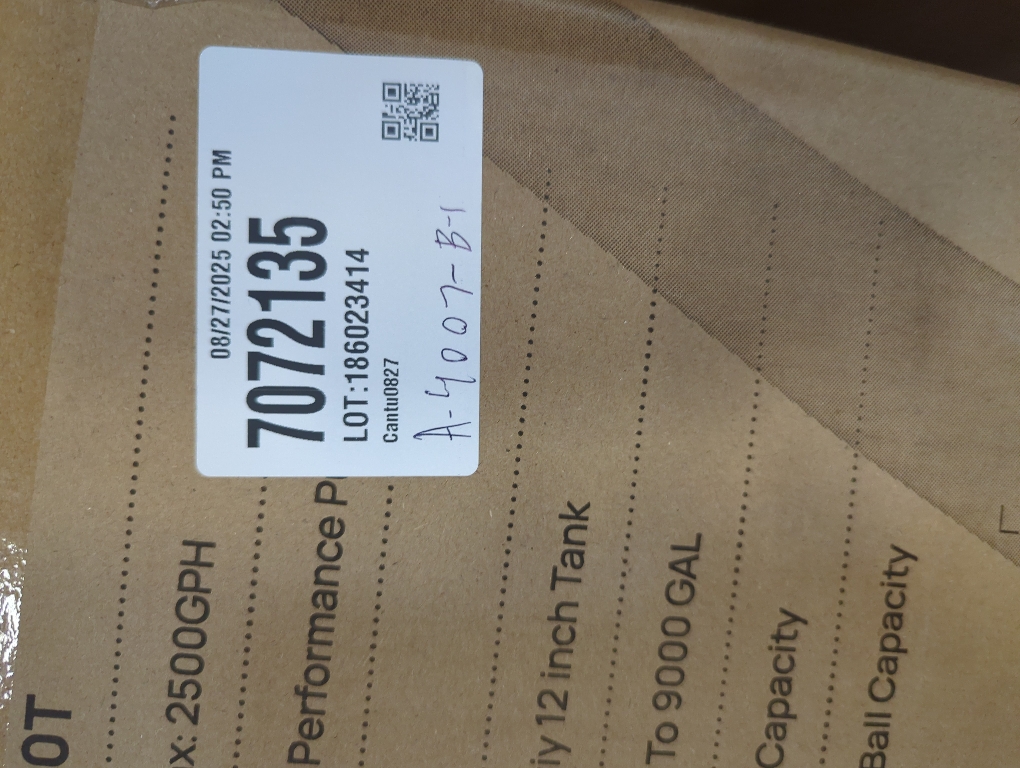 OT
x: 2500GPH
Performance P
iy 12 inch Tank
To 9000 GAL
Capacity
Ball Capacity
08/27/2025 02:50 PM
7072135
LOT:186023414
Cantu0827
A-4007-B-1